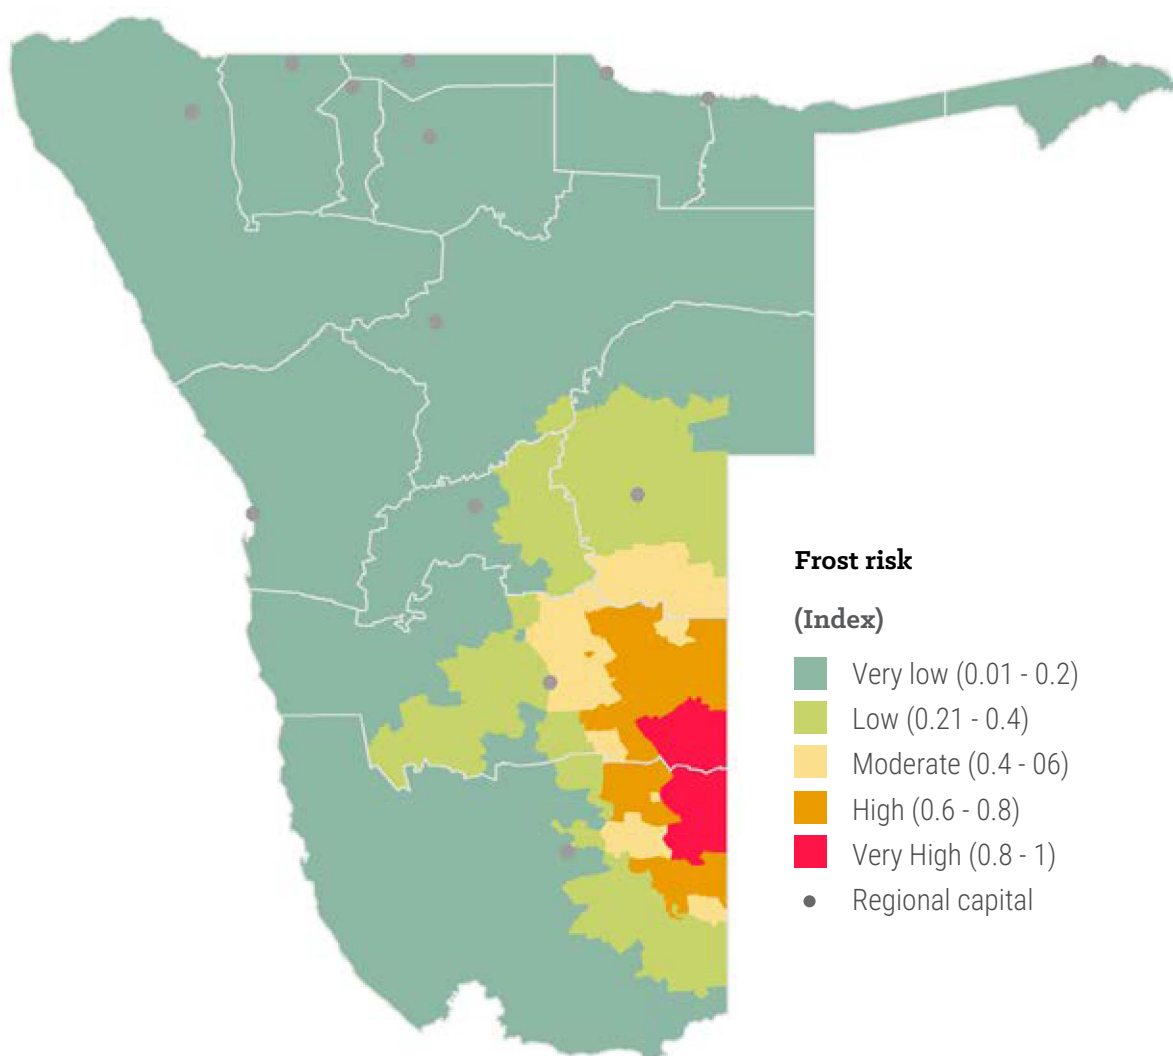 Frost risk
(Index)
Very low (0.01 - 0.2)
Low (0.21 - 0.4)
Moderate (0.4 - 06)
High (0.6 - 0.8)
Very High (0.8 - 1)
Regional capital